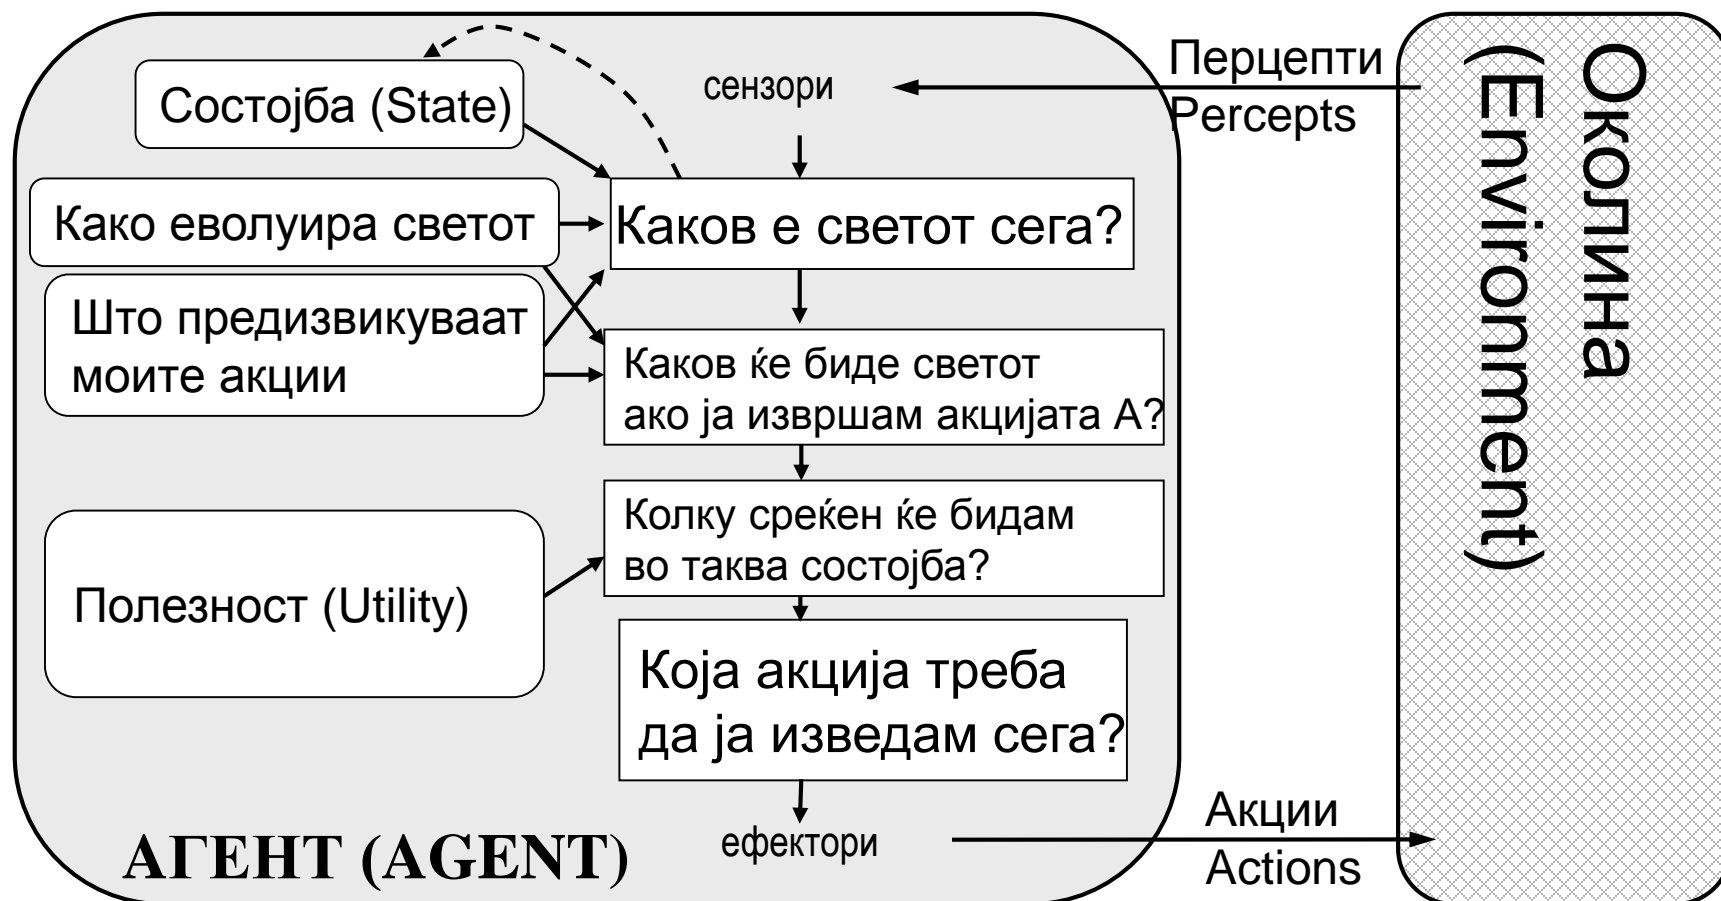 Состојба (State)
сензори
Перцепти
Percepts
Околина
(Environment)
Како еволуира светот
Каков е светот сега?
Што предизвикуваат
моите акции
Каков ќе биде светот
ако ја извршам акцијата А?
Колку среќен ќе бидам
во таква состојба?
Полезност (Utility)
Која акција треба
да ја изведам сега?
АГЕНТ (AGENT)
ефектори
Акции
Actions